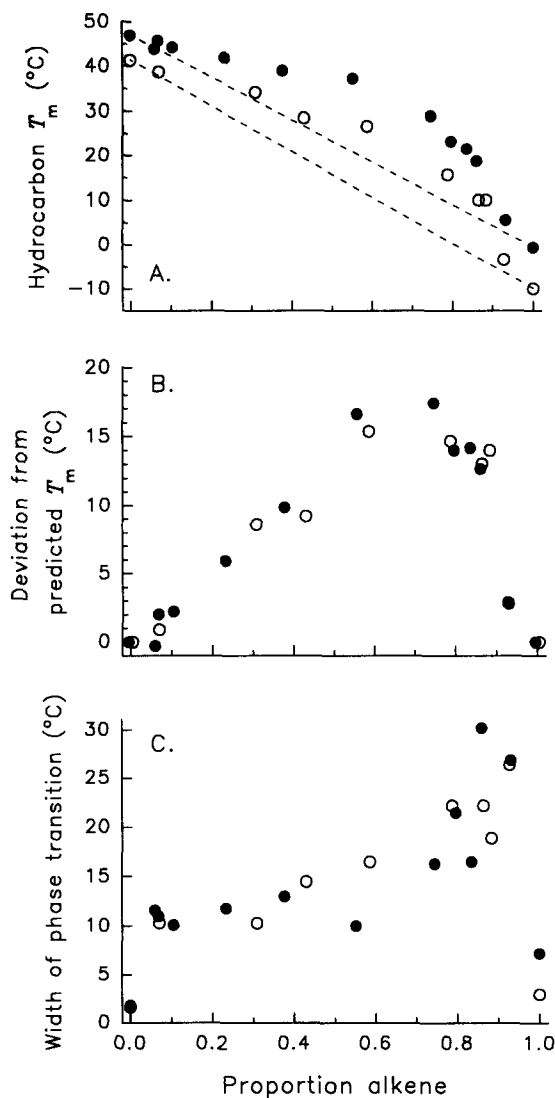 Hydrocarbon Tm (°C)
50
40
30
20
10
0
−10
A.
Deviation from
predicted Tm (°C)
20
15
10
5
0
B.
Width of phase transition (°C)
30
25
20
15
10
5
0
C.
0.0 0.2 0.4 0.6 0.8 1.0
Proportion alkene